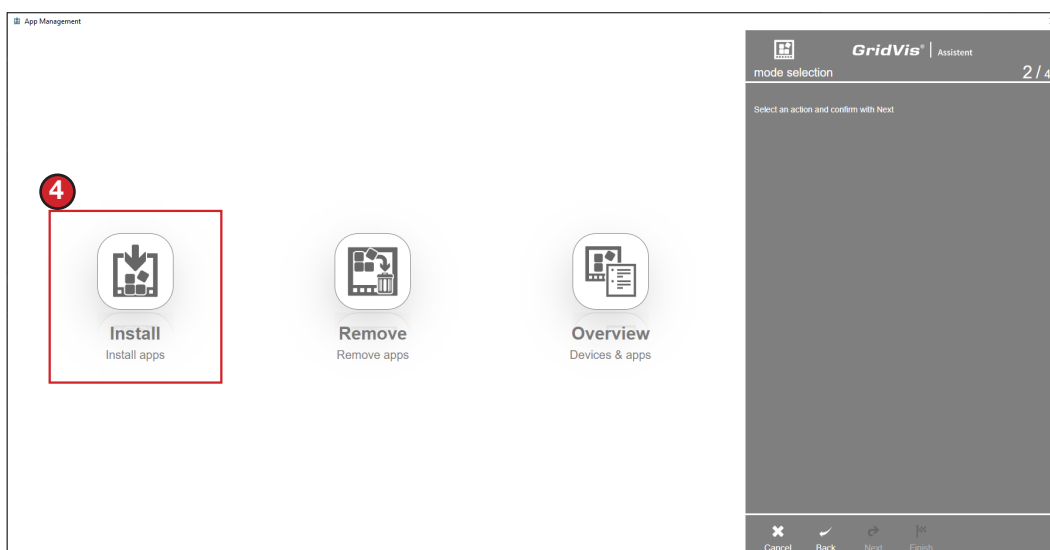 App Management
GridVis® | Assistent
mode selection 2 / 4
Select an action and confirm with Next
4
Install Remove Overview
Install apps Remove apps Devices & apps
Cancel Back Next Finish